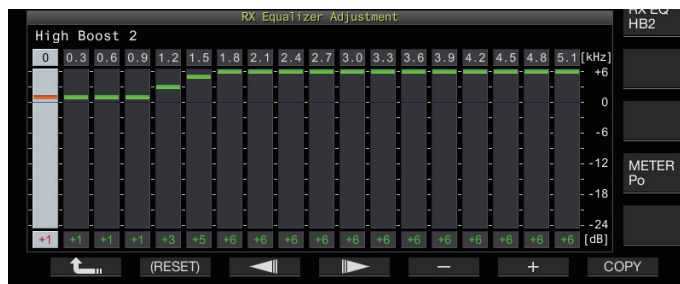 RX Equalizer Adjustment
RX EQ
HB2
High Boost 2
0 0.3 0.6 0.9 1.2 1.5 1.8 2.1 2.4 2.7 3.0 3.3 3.6 3.9 4.2 4.5 4.8 5.1 [kHz]
+6
0
-6
-12
METER
Po
-18
-24
+1 +1 +1 +1 +3 +5 +6 +6 +6 +6 +6 +6 +6 +6 +6 +6 +6 +6 [dB]
(RESET) − + COPY